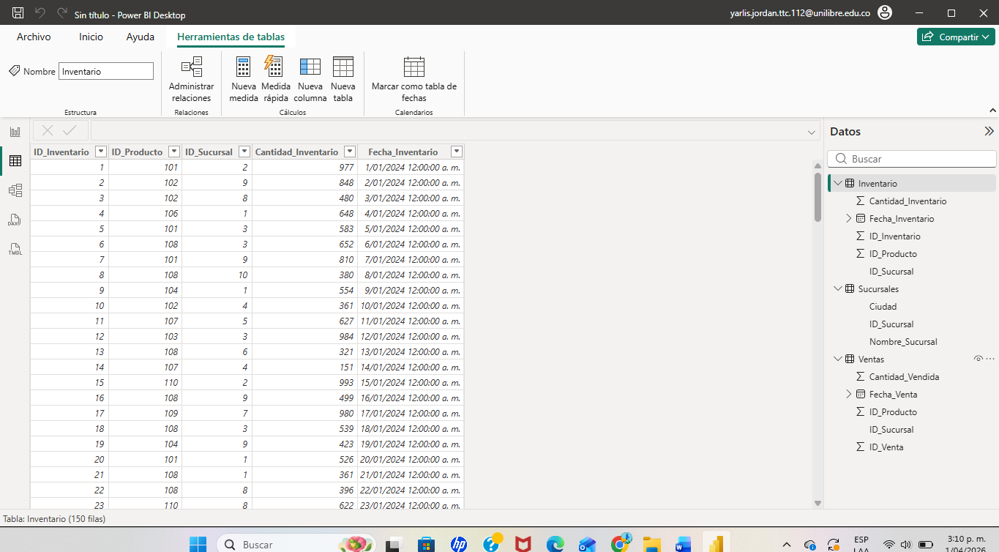 Sin título - Power BI Desktop
yarlis.jordan.ttc.112@unilibre.edu.co
Archivo Inicio Ayuda Herramientas de tablas Compartir
Nombre Inventario
Administrar relaciones
Nueva medida
Medida rápida
Nueva columna
Nueva tabla
Marcar como tabla de fechas
Estructura Relaciones Cálculos Calendarios
ID_Inventario ID_Producto ID_Sucursal Cantidad_Inventario Fecha_Inventario
1 101 2 977 1/01/2024 12:00:00 a. m.
2 102 9 848 2/01/2024 12:00:00 a. m.
3 102 8 480 3/01/2024 12:00:00 a. m.
4 106 1 648 4/01/2024 12:00:00 a. m.
5 101 3 583 5/01/2024 12:00:00 a. m.
6 108 3 652 6/01/2024 12:00:00 a. m.
7 101 9 810 7/01/2024 12:00:00 a. m.
8 108 10 380 8/01/2024 12:00:00 a. m.
9 104 1 554 9/01/2024 12:00:00 a. m.
10 102 4 361 10/01/2024 12:00:00 a. m.
11 107 5 627 11/01/2024 12:00:00 a. m.
12 103 3 984 12/01/2024 12:00:00 a. m.
13 108 6 321 13/01/2024 12:00:00 a. m.
14 107 4 151 14/01/2024 12:00:00 a. m.
15 110 2 993 15/01/2024 12:00:00 a. m.
16 108 9 499 16/01/2024 12:00:00 a. m.
17 109 7 980 17/01/2024 12:00:00 a. m.
18 108 3 539 18/01/2024 12:00:00 a. m.
19 104 9 423 19/01/2024 12:00:00 a. m.
20 101 1 526 20/01/2024 12:00:00 a. m.
21 108 1 361 21/01/2024 12:00:00 a. m.
22 108 8 396 22/01/2024 12:00:00 a. m.
23 110 8 622 23/01/2024 12:00:00 a. m.
DAX
TMDL
Datos
Buscar
Inventario
Cantidad_Inventario
Fecha_Inventario
ID_Inventario
ID_Producto
ID_Sucursal
Sucursales
Ciudad
ID_Sucursal
Nombre_Sucursal
Ventas
Cantidad_Vendida
Fecha_Venta
ID_Producto
ID_Sucursal
ID_Venta
Tabla: Inventario (150 filas)
Buscar
hp
ESP
3:10 p. m.